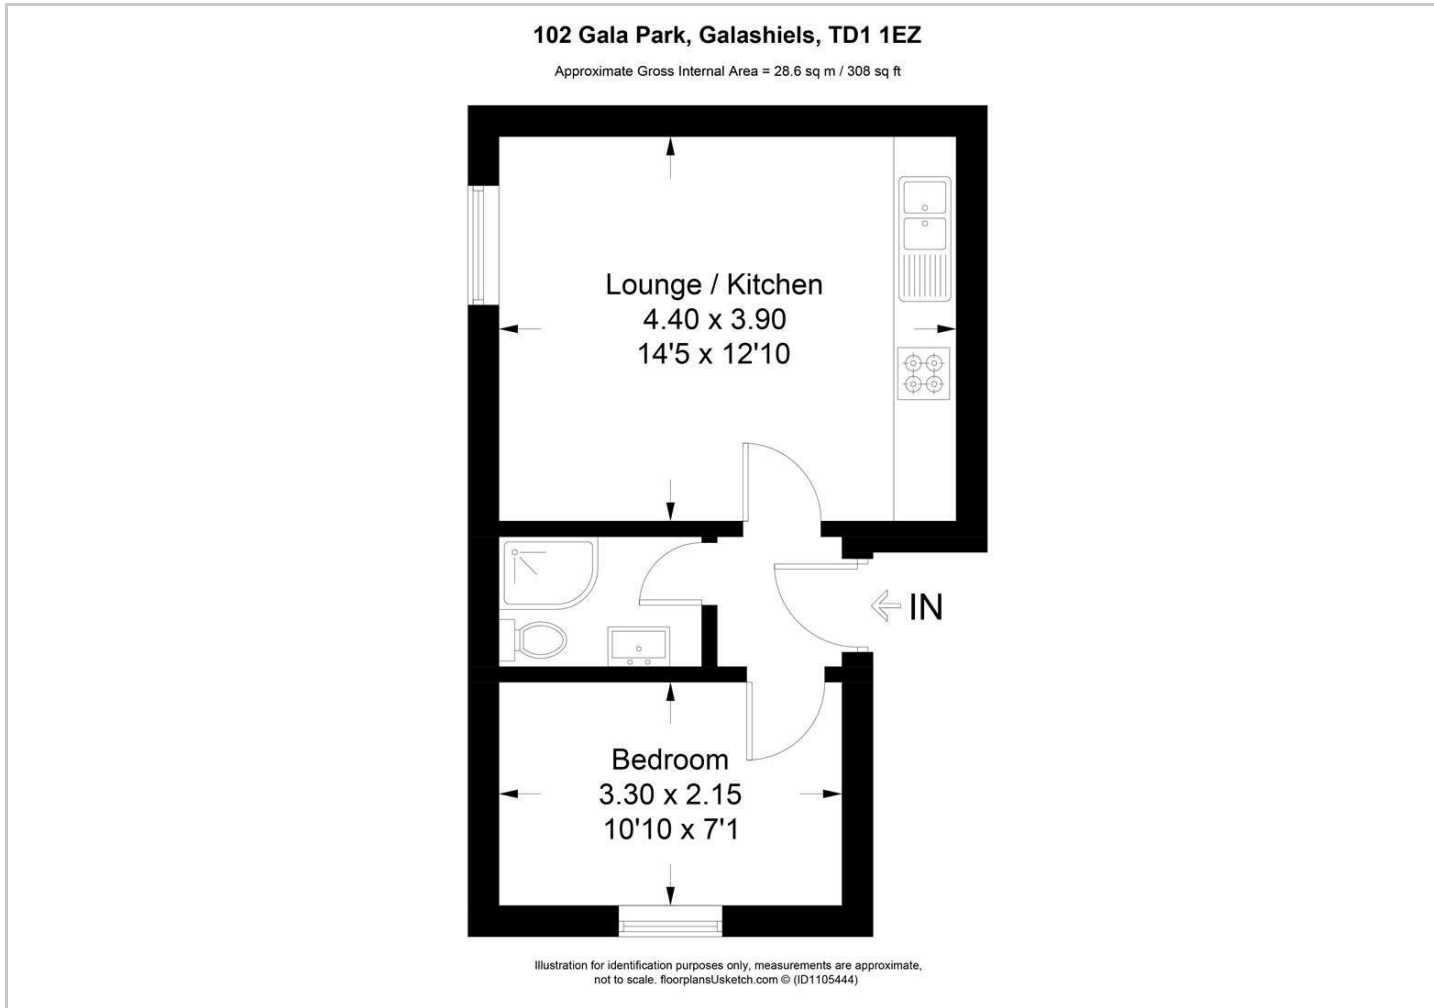 102 Gala Park, Galashiels, TD1 1EZ
Approximate Gross Internal Area = 28.6 sq m / 308 sq ft
Lounge / Kitchen
4.40 x 3.90
14'5 x 12'10
IN
Bedroom
3.30 x 2.15
10'10 x 7'1
Illustration for identification purposes only, measurements are approximate,
not to scale. floorplansUsketch.com © (ID1105444)